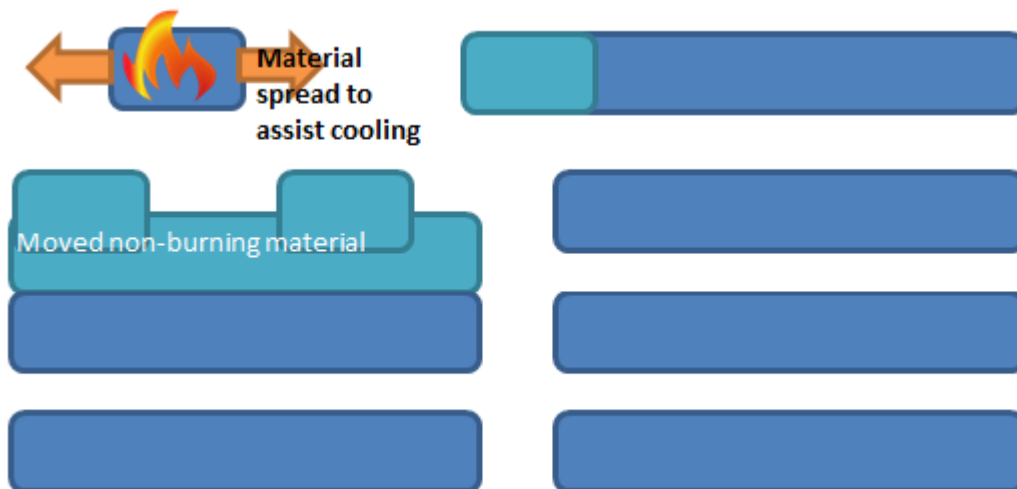 Material
spread to
assist cooling
Moved non-burning material